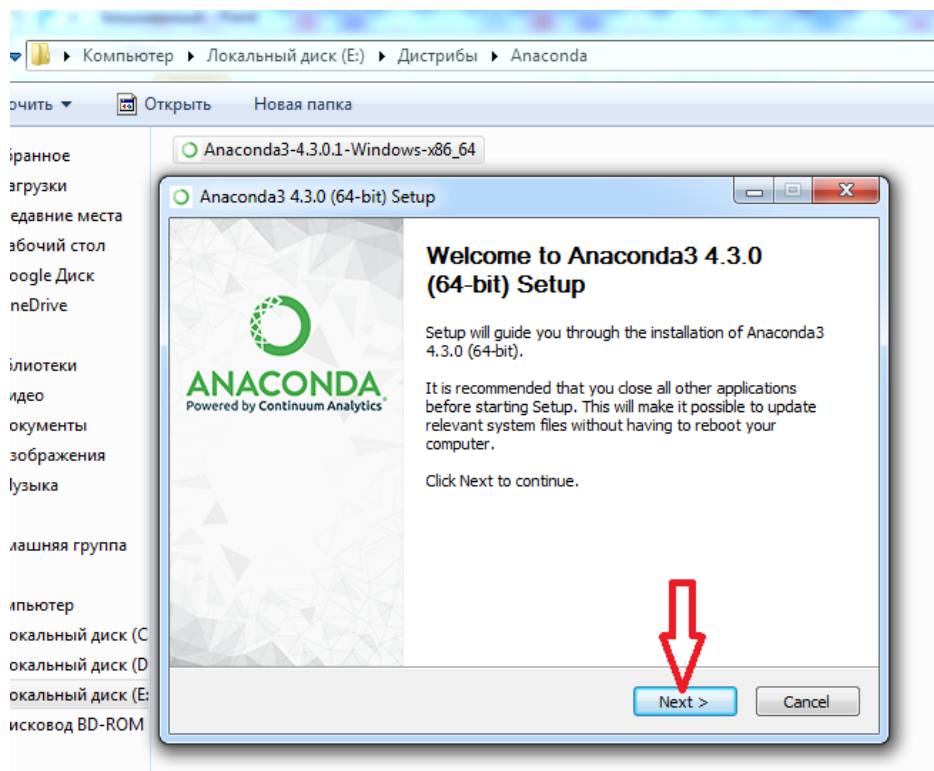 Компьютер Локальный диск (E:) Дистрибы Anaconda
Открыть Новая папка
Anaconda3-4.3.0.1-Windows-x86_64
Anaconda3 4.3.0 (64-bit) Setup
Welcome to Anaconda3 4.3.0
(64-bit) Setup
Setup will guide you through the installation of Anaconda3
4.3.0 (64-bit).
It is recommended that you close all other applications
before starting Setup. This will make it possible to update
relevant system files without having to reboot your
computer.
Click Next to continue.
ANACONDA
Powered by Continuum Analytics
Next >
Cancel
бранное
агрузки
едавние места
абочий стол
oogle Диск
neDrive
блиотеки
идео
окументы
зображения
узыка
машняя группа
мпьютер
окальный диск (C
окальный диск (D
окальный диск (E:
исковод BD-ROM